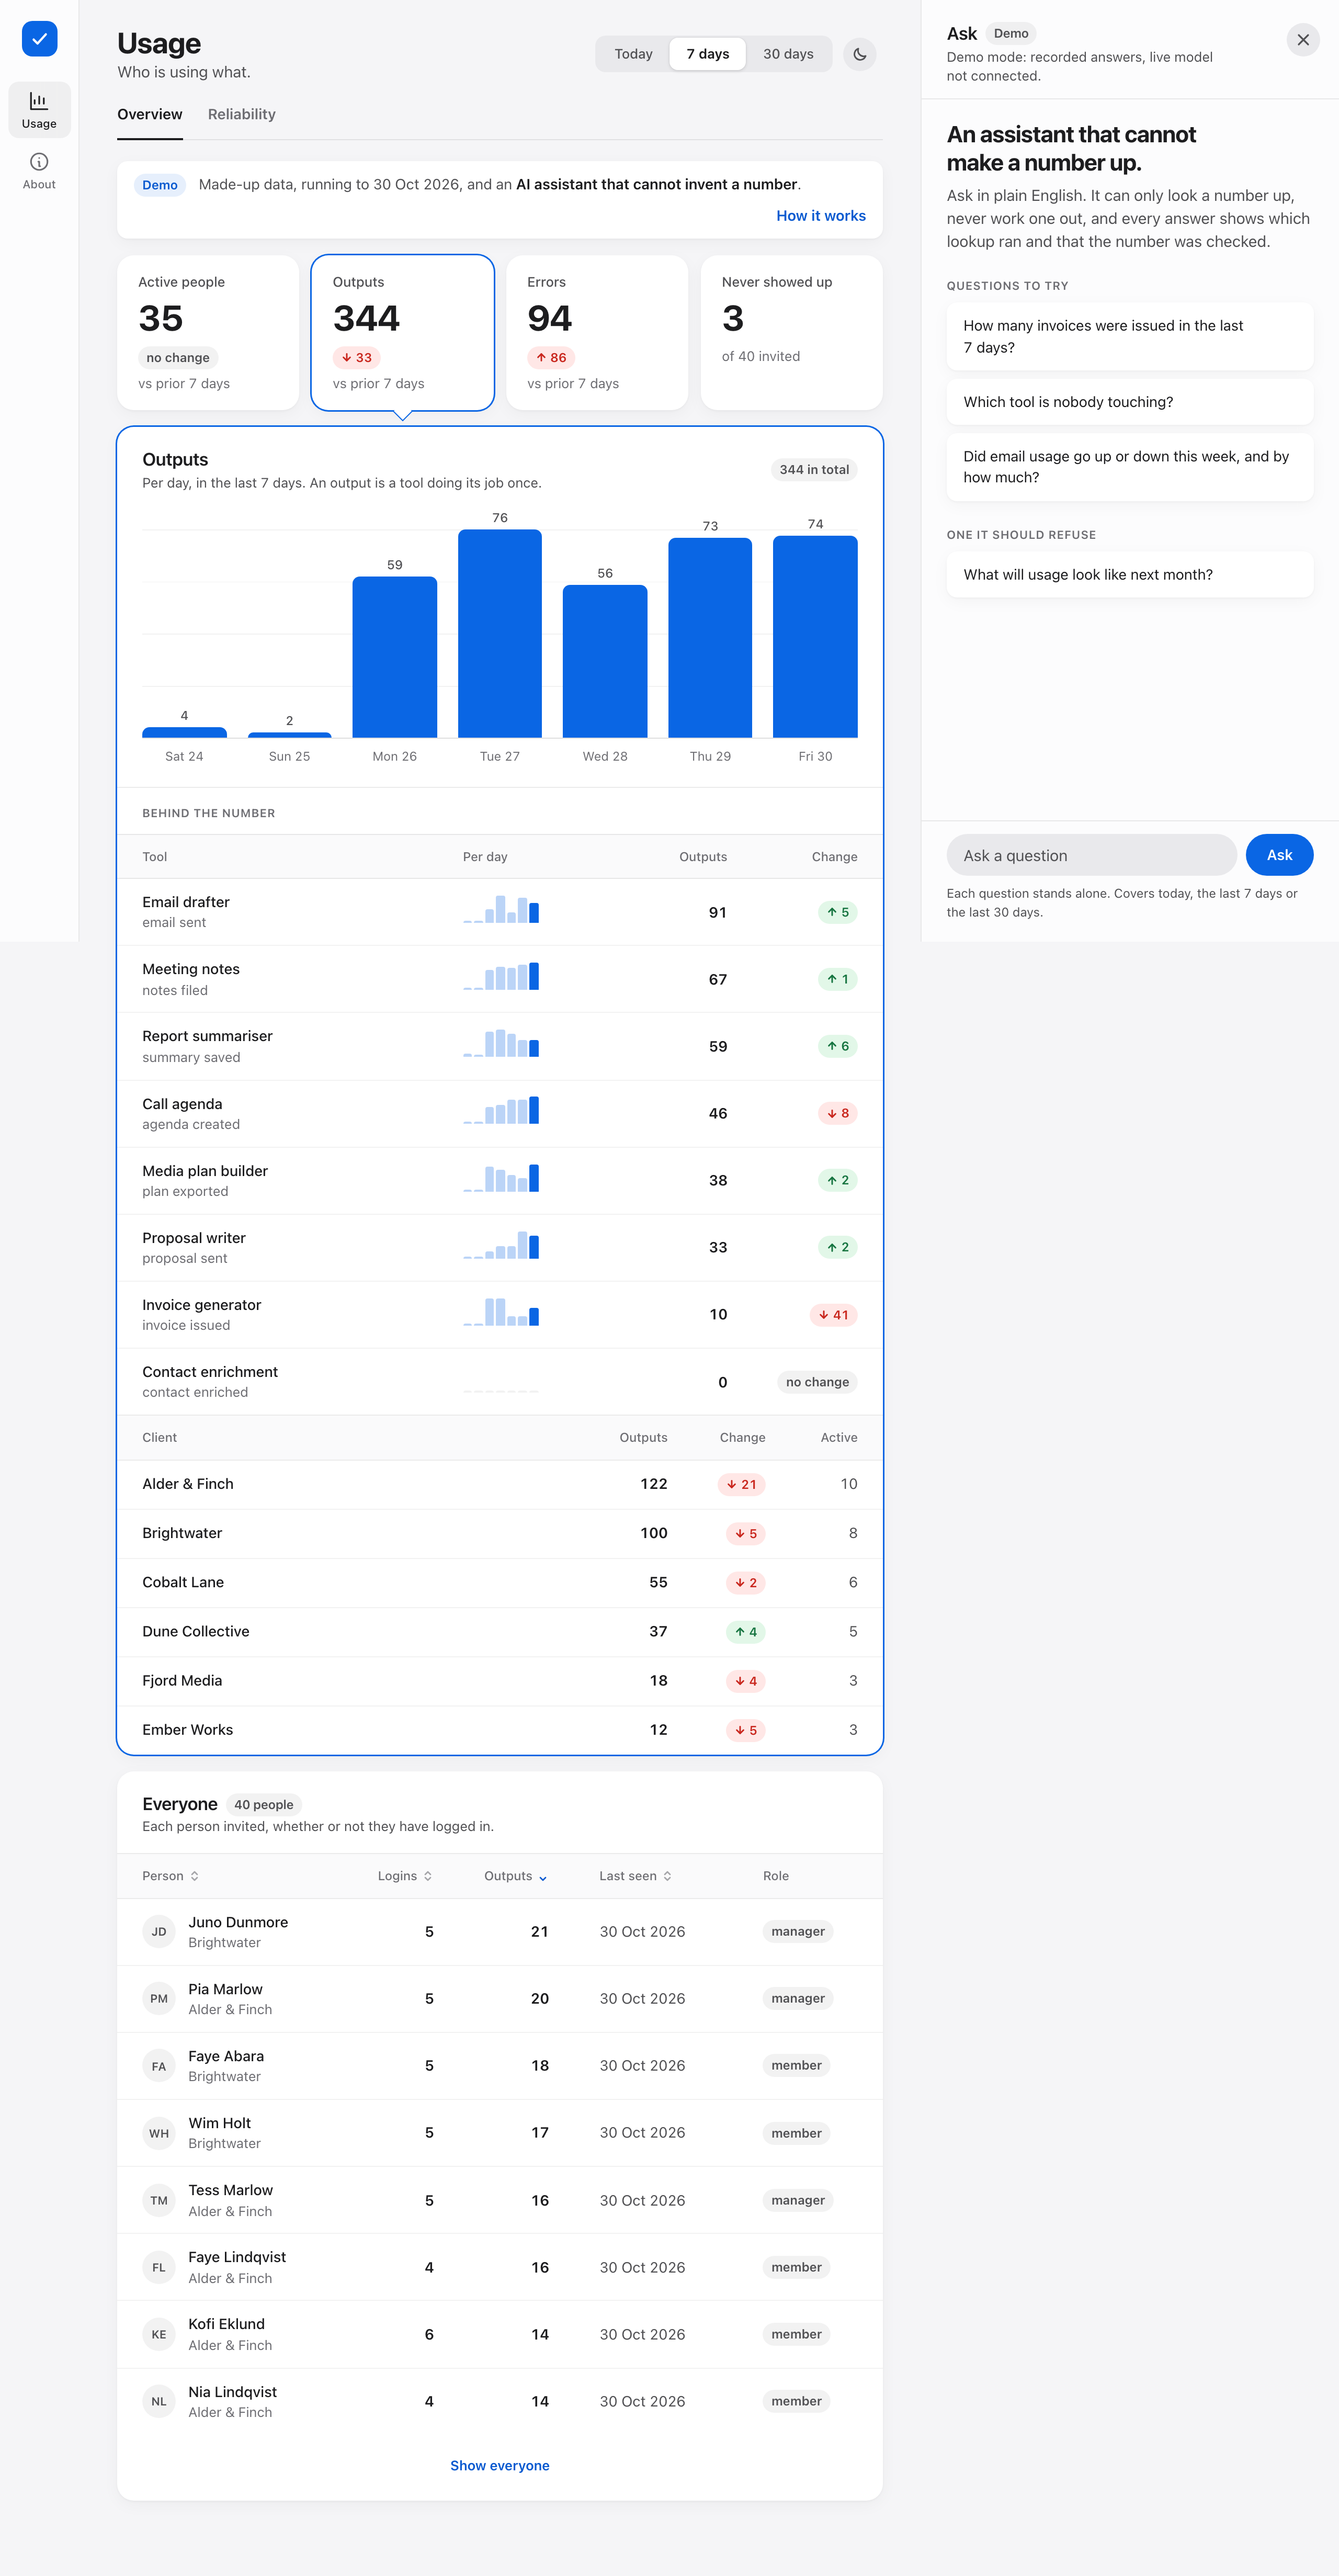 Usage
About
Usage
Who is using what.
Today
7 days
30 days
Overview
Reliability
Demo
Made-up data, running to 30 Oct 2026, and an AI assistant that cannot invent a number.
How it works
Active people
35
no change
vs prior 7 days
Outputs
344
↓ 33
vs prior 7 days
Errors
94
↑ 86
vs prior 7 days
Never showed up
3
of 40 invited
Outputs
Per day, in the last 7 days. An output is a tool doing its job once.
344 in total
4
2
59
76
56
73
74
Sat 24
Sun 25
Mon 26
Tue 27
Wed 28
Thu 29
Fri 30
BEHIND THE NUMBER
Tool Per day Outputs Change
Email drafter
email sent
91 ↑ 5
Meeting notes
notes filed
67 ↑ 1
Report summariser
summary saved
59 ↑ 6
Call agenda
agenda created
46 ↓ 8
Media plan builder
plan exported
38 ↑ 2
Proposal writer
proposal sent
33 ↑ 2
Invoice generator
invoice issued
10 ↓ 41
Contact enrichment
contact enriched
0 no change
Client Outputs Change Active
Alder & Finch 122 ↓ 21 10
Brightwater 100 ↓ 5 8
Cobalt Lane 55 ↓ 2 6
Dune Collective 37 ↑ 4 5
Fjord Media 18 ↓ 4 3
Ember Works 12 ↓ 5 3
Everyone 40 people
Each person invited, whether or not they have logged in.
Person Logins Outputs Last seen Role
JD Juno Dunmore
Brightwater
5 21 30 Oct 2026 manager
PM Pia Marlow
Alder & Finch
5 20 30 Oct 2026 manager
FA Faye Abara
Brightwater
5 18 30 Oct 2026 member
WH Wim Holt
Brightwater
5 17 30 Oct 2026 member
TM Tess Marlow
Alder & Finch
5 16 30 Oct 2026 manager
FL Faye Lindqvist
Alder & Finch
4 16 30 Oct 2026 member
KE Kofi Eklund
Alder & Finch
6 14 30 Oct 2026 member
NL Nia Lindqvist
Alder & Finch
4 14 30 Oct 2026 member
Show everyone
Ask Demo
Demo mode: recorded answers, live model
not connected.
An assistant that cannot
make a number up.
Ask in plain English. It can only look a number up,
never work one out, and every answer shows which
lookup ran and that the number was checked.
QUESTIONS TO TRY
How many invoices were issued in the last
7 days?
Which tool is nobody touching?
Did email usage go up or down this week, and by
how much?
ONE IT SHOULD REFUSE
What will usage look like next month?
Ask a question
Ask
Each question stands alone. Covers today, the last 7 days or
the last 30 days.